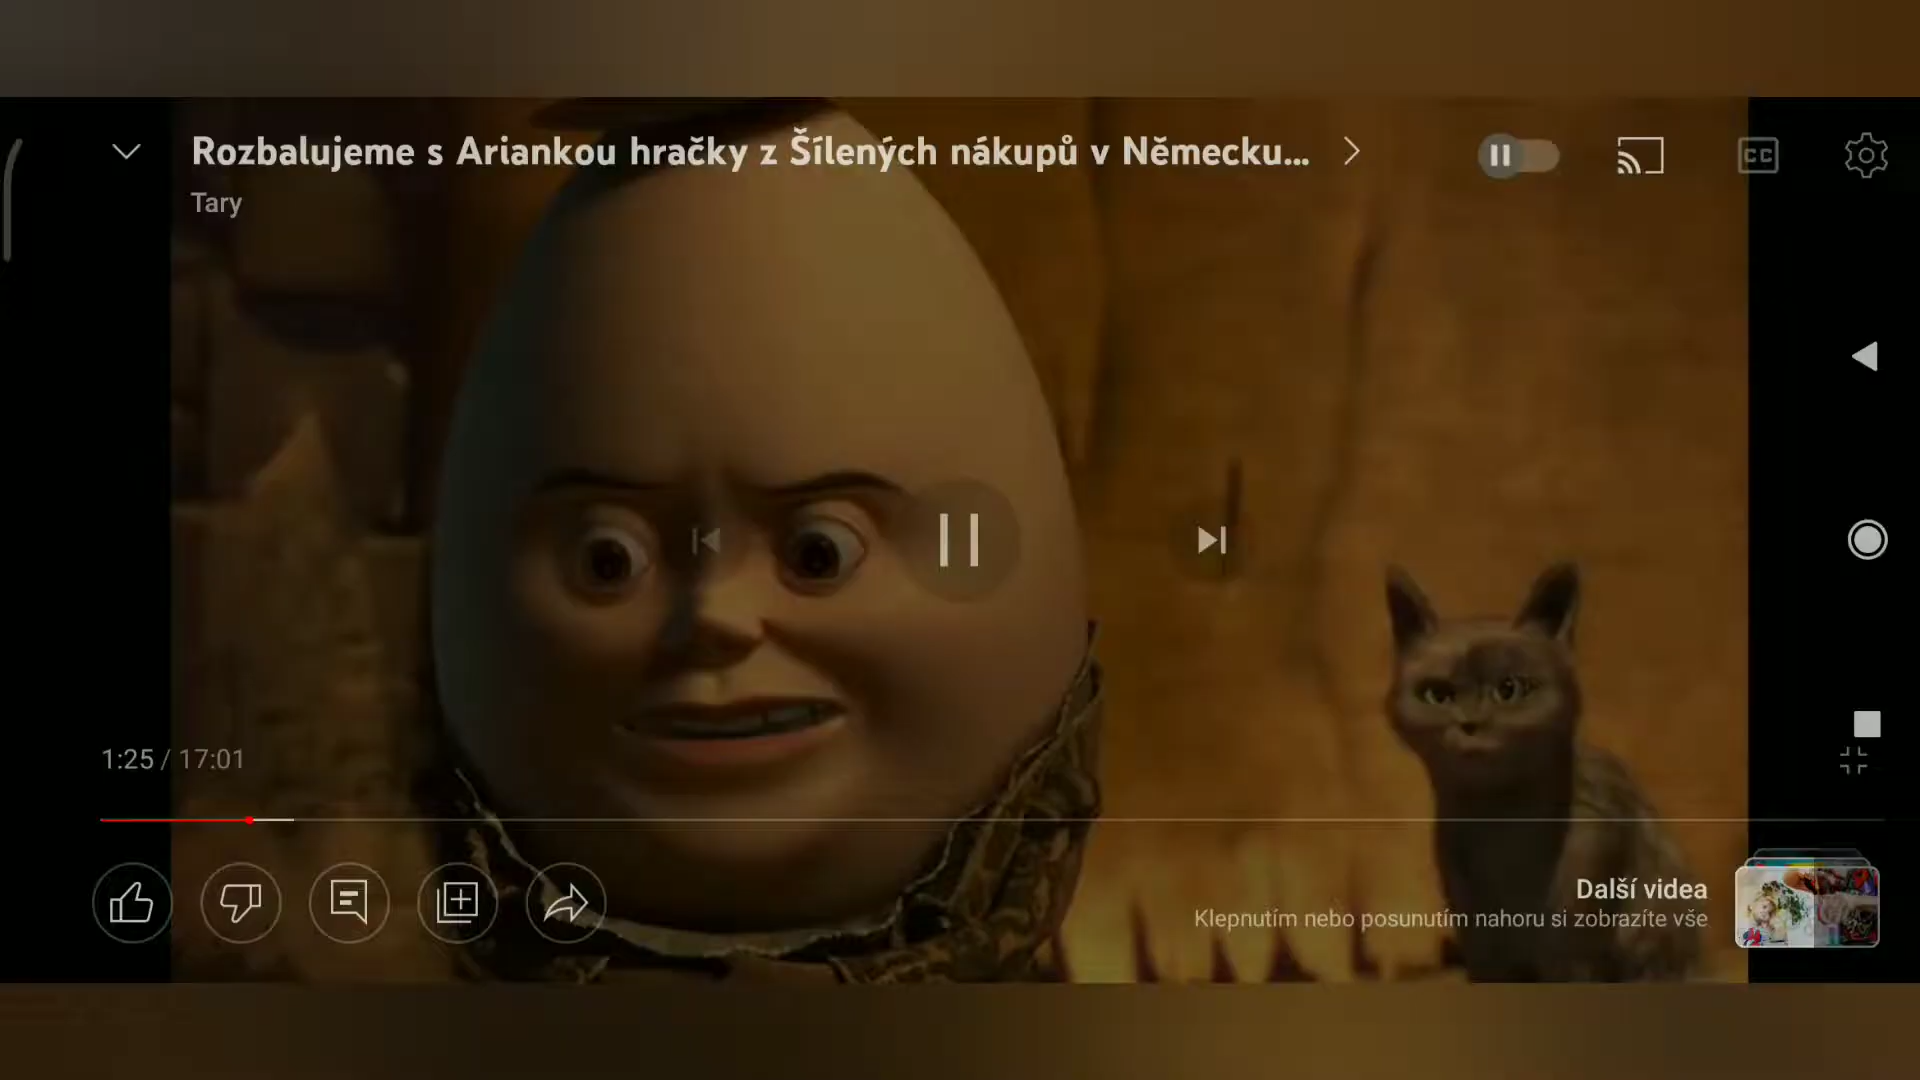 Rozbalujeme s Ariankou hračky z Šílených nákupů v Německu...
Tary
CC
1:25 / 17:01
Další videa
Klepnutím nebo posunutím nahoru si zobrazíte vše